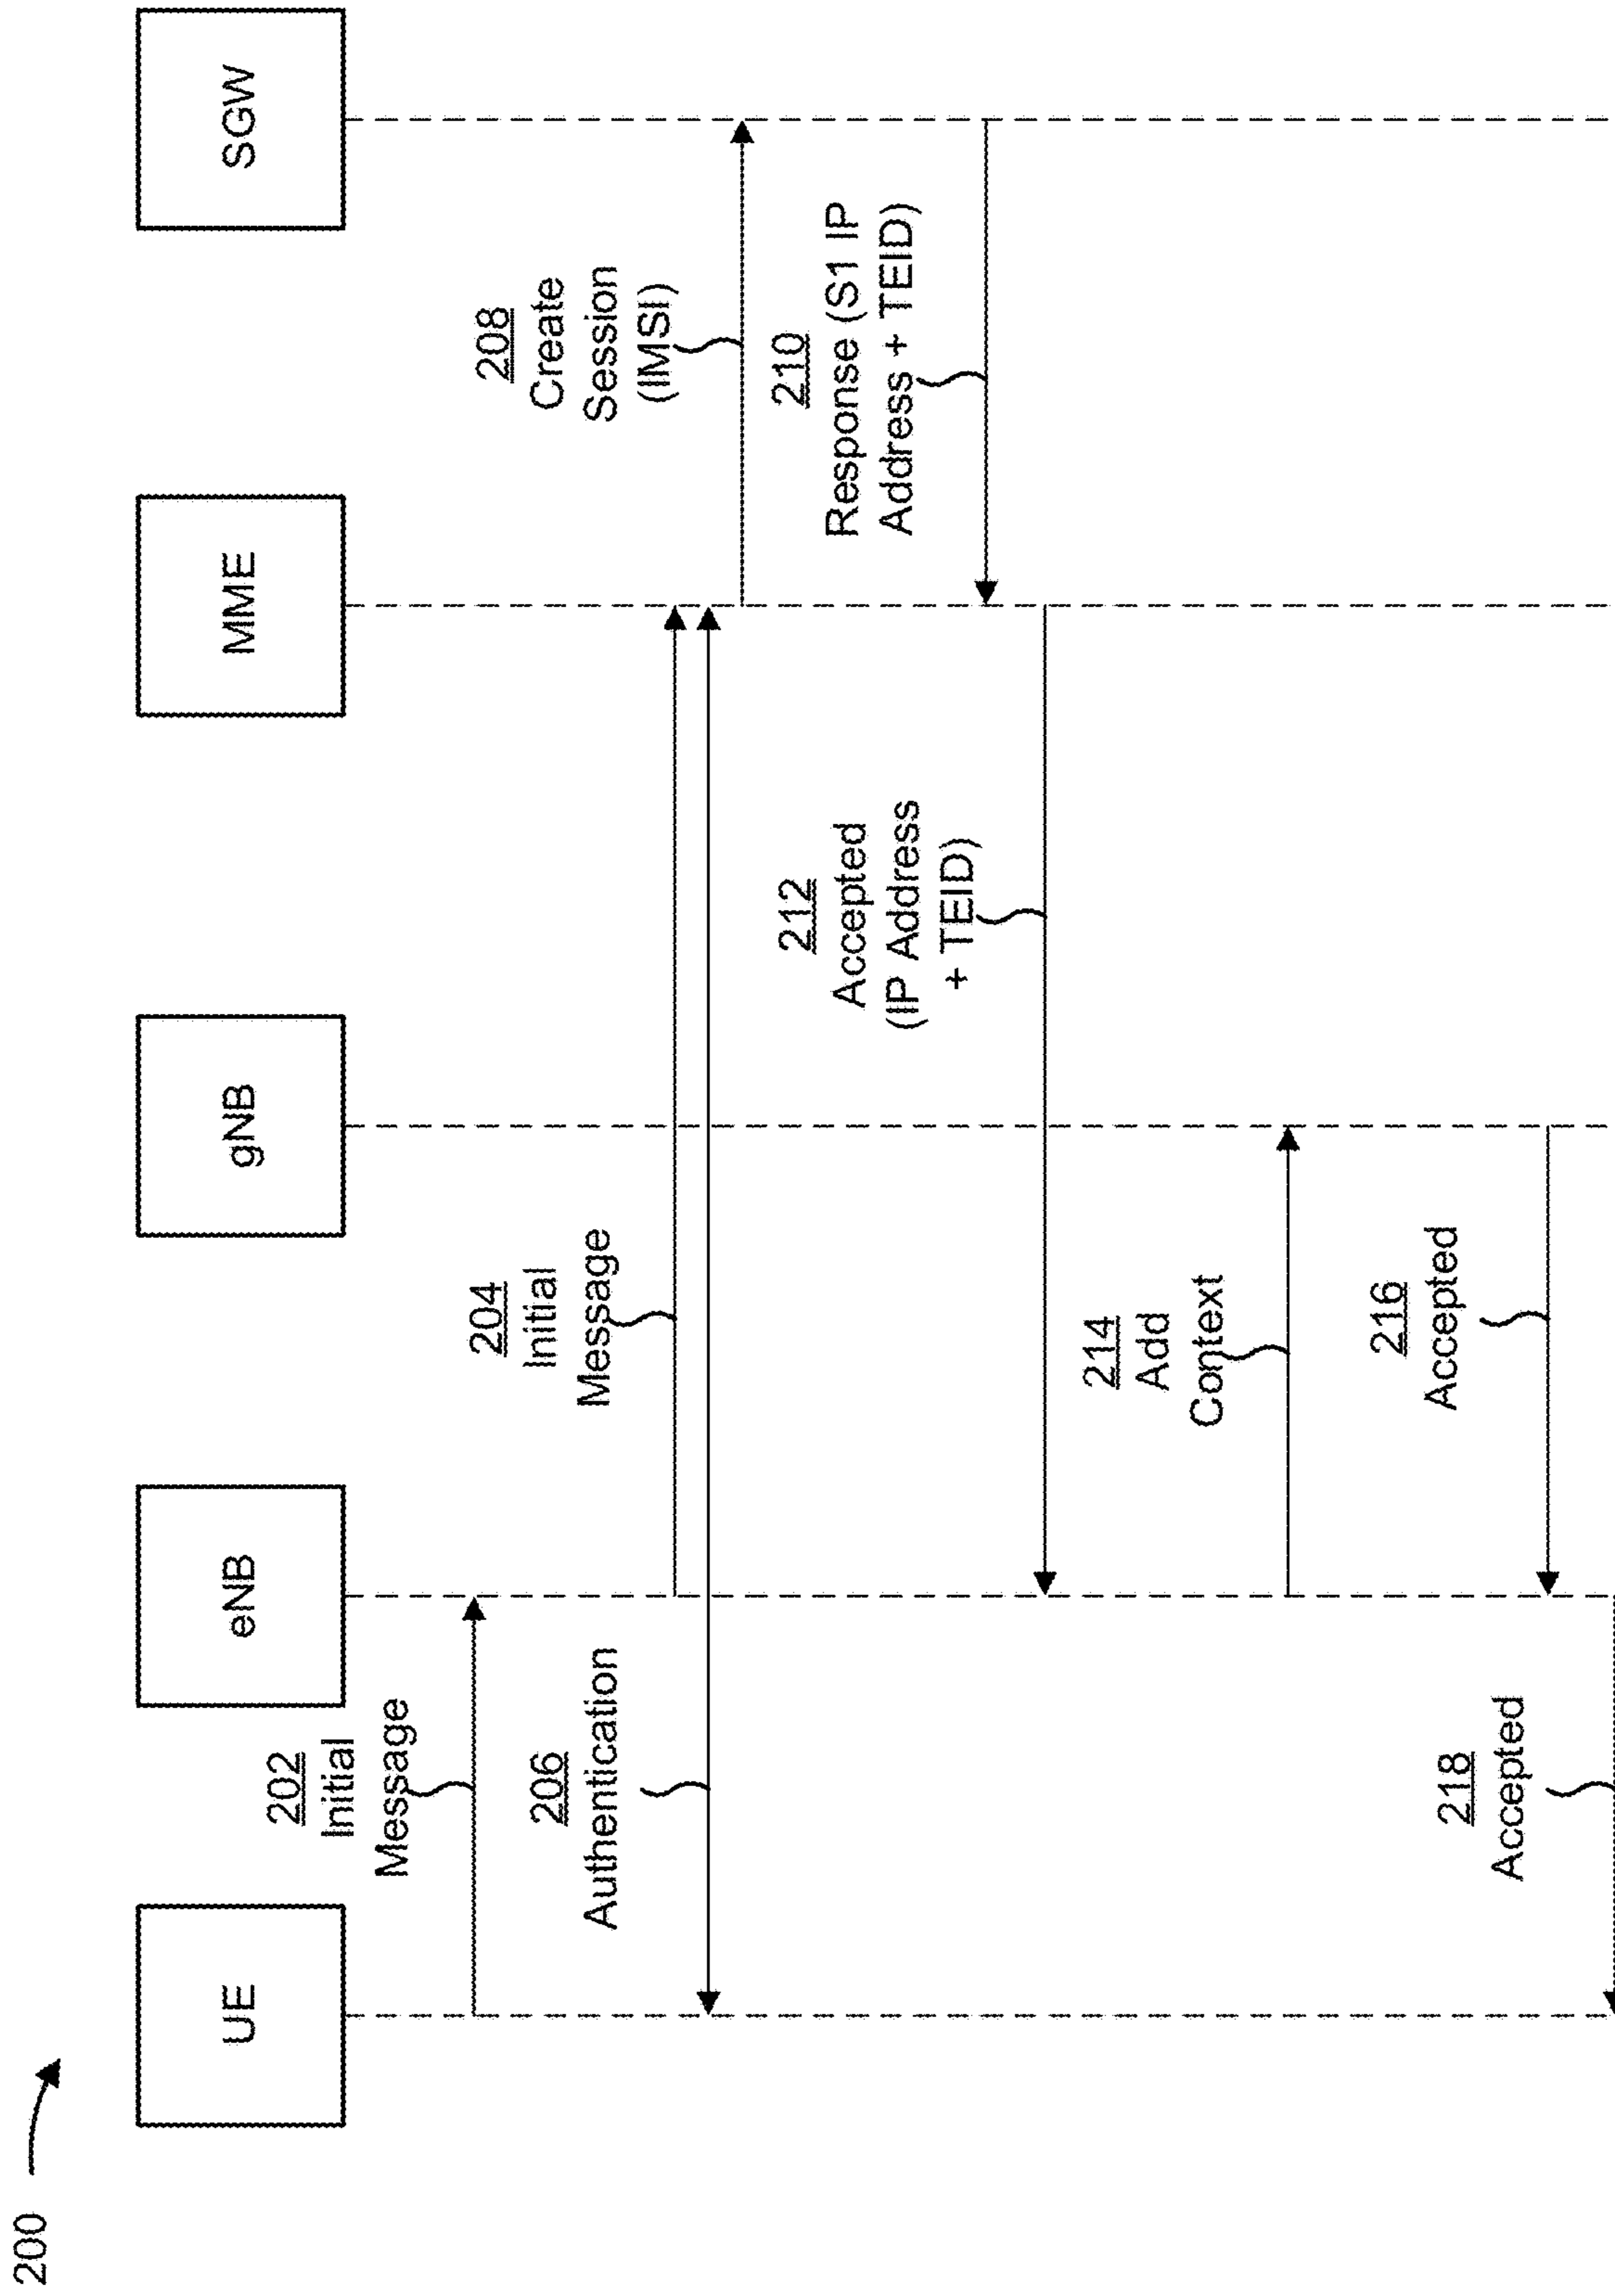 200
UE
eNB
gNB
MME
SGW
202
Initial
Message
204
Initial
Message
206
Authentication
208
Create
Session
(IMSI)
210
Response (S1 IP
Address + TEID)
212
Accepted
(IP Address
+ TEID)
214
Add
Context
216
Accepted
218
Accepted